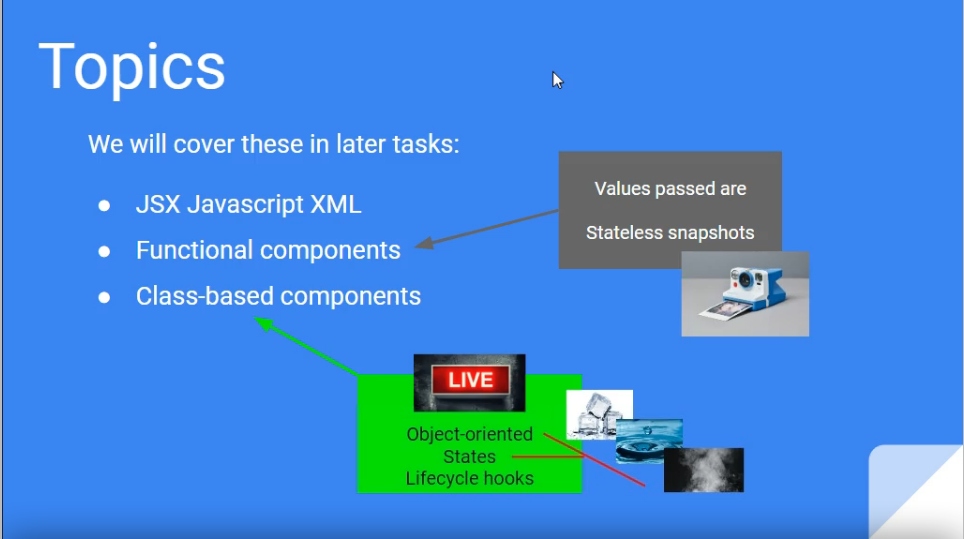 Topics
We will cover these in later tasks:
JSX Javascript XML
Functional components
Class-based components
Values passed are
Stateless snapshots
LIVE
Object-oriented
States
Lifecycle hooks